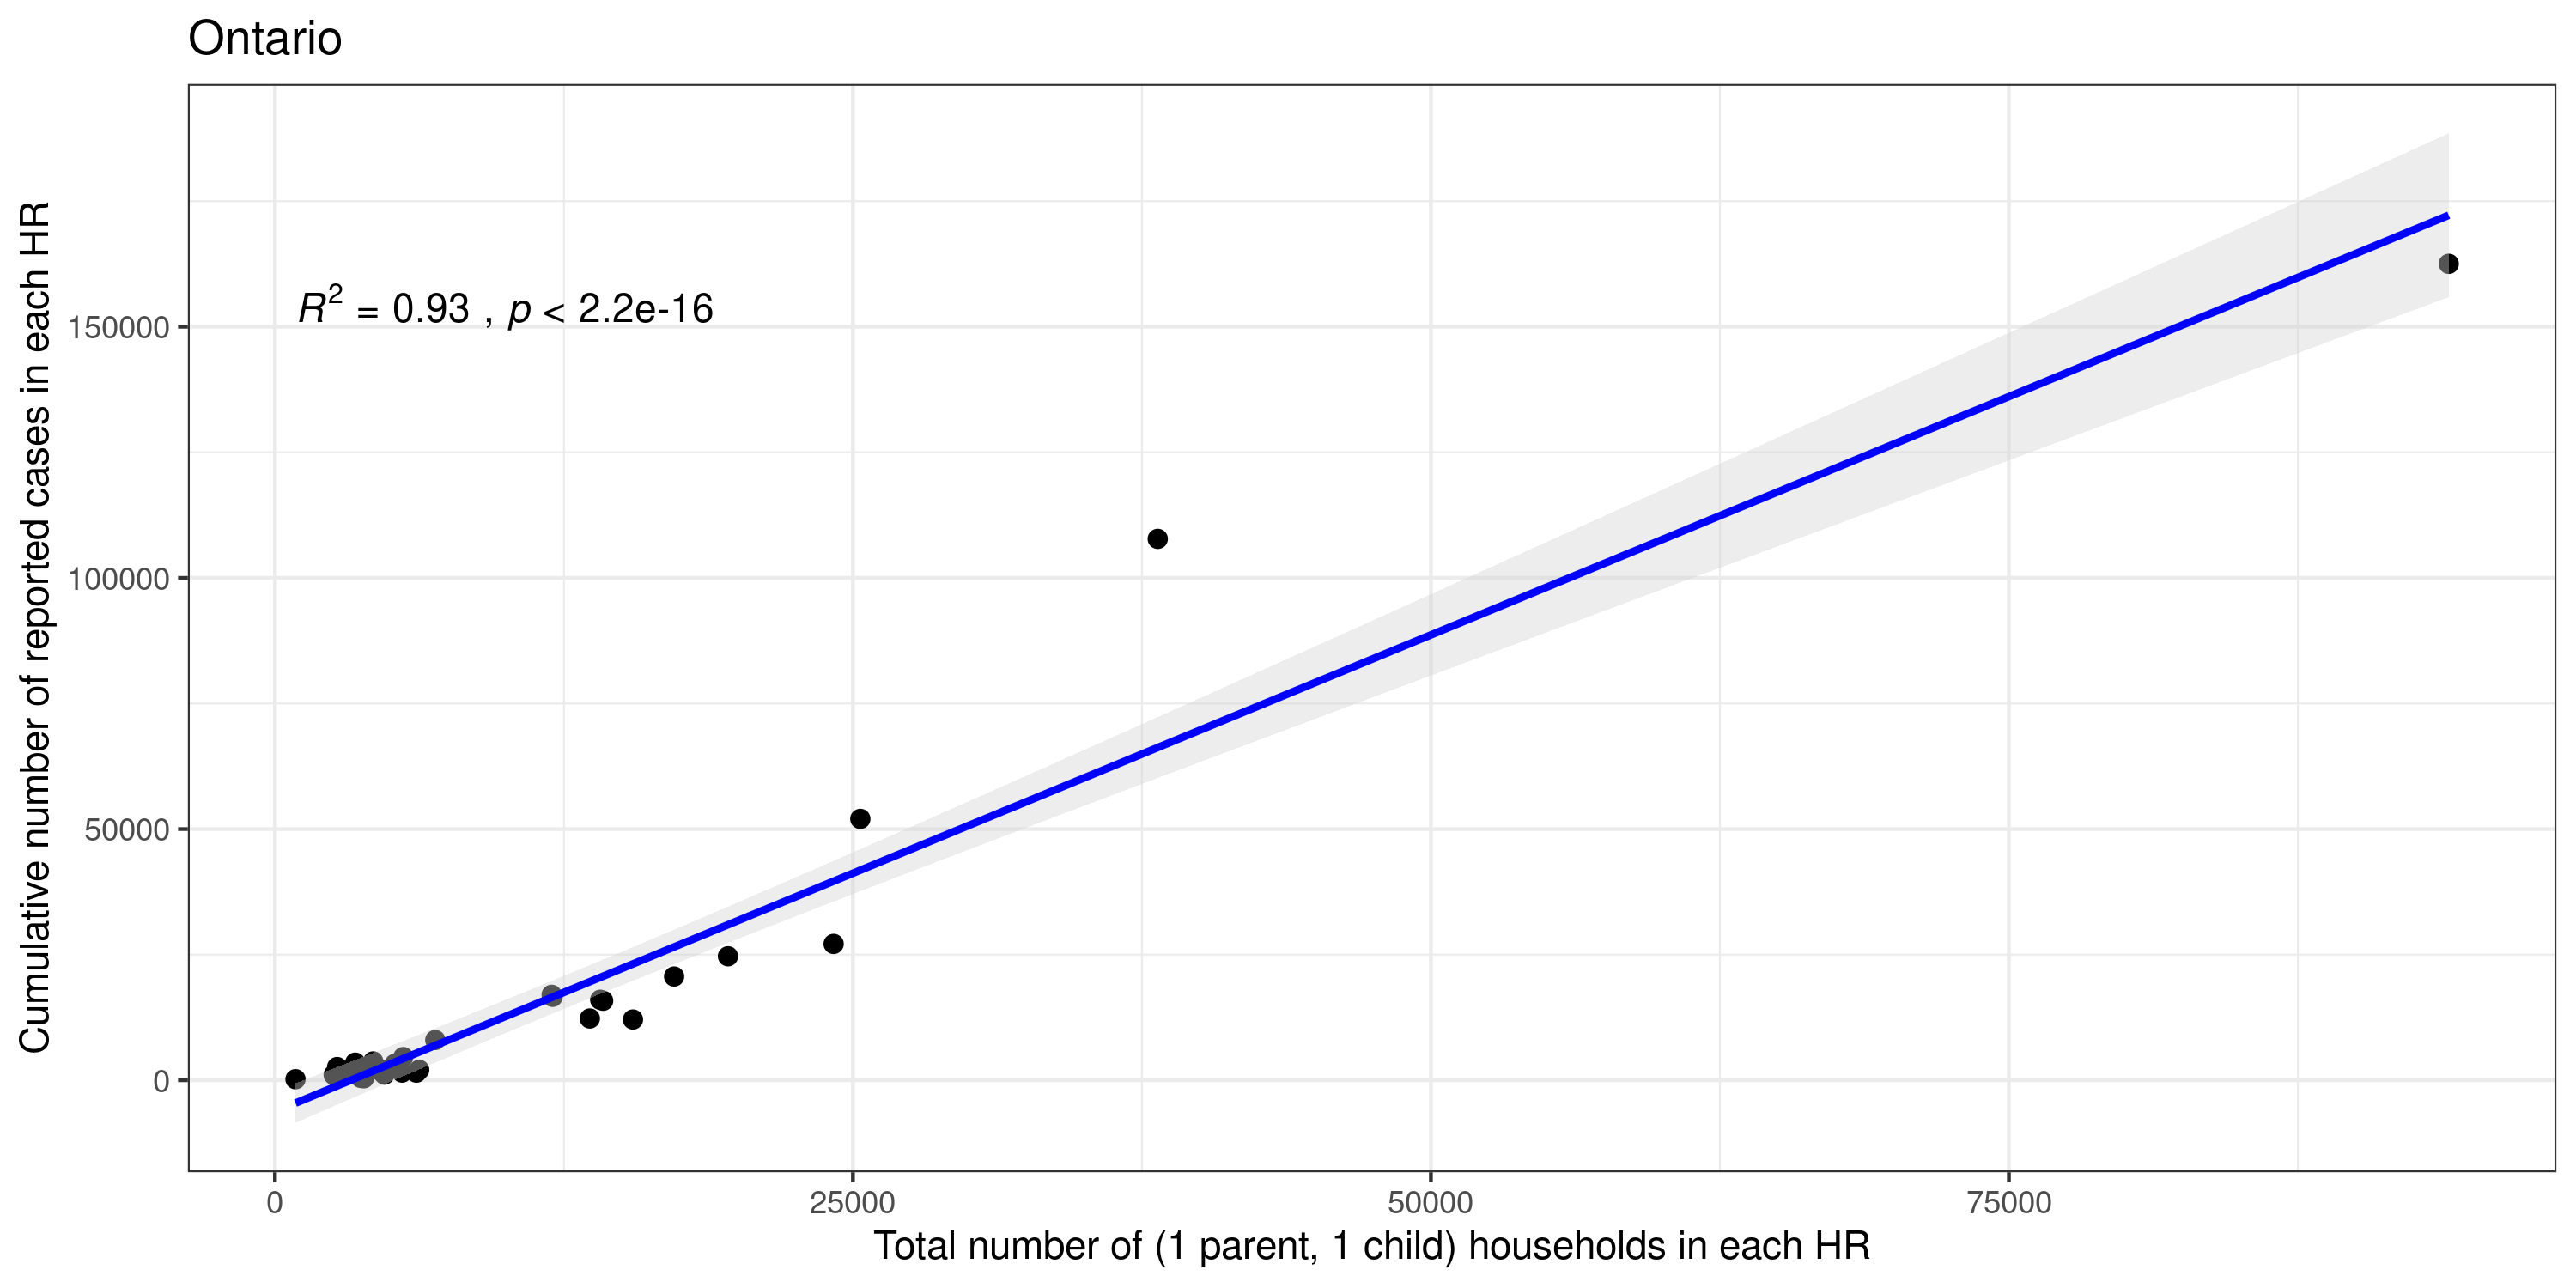 Ontario
Cumulative number of reported cases in each HR
R² = 0.93 , p < 2.2e-16
150000
100000
50000
0
0 25000 50000 75000
Total number of (1 parent, 1 child) households in each HR